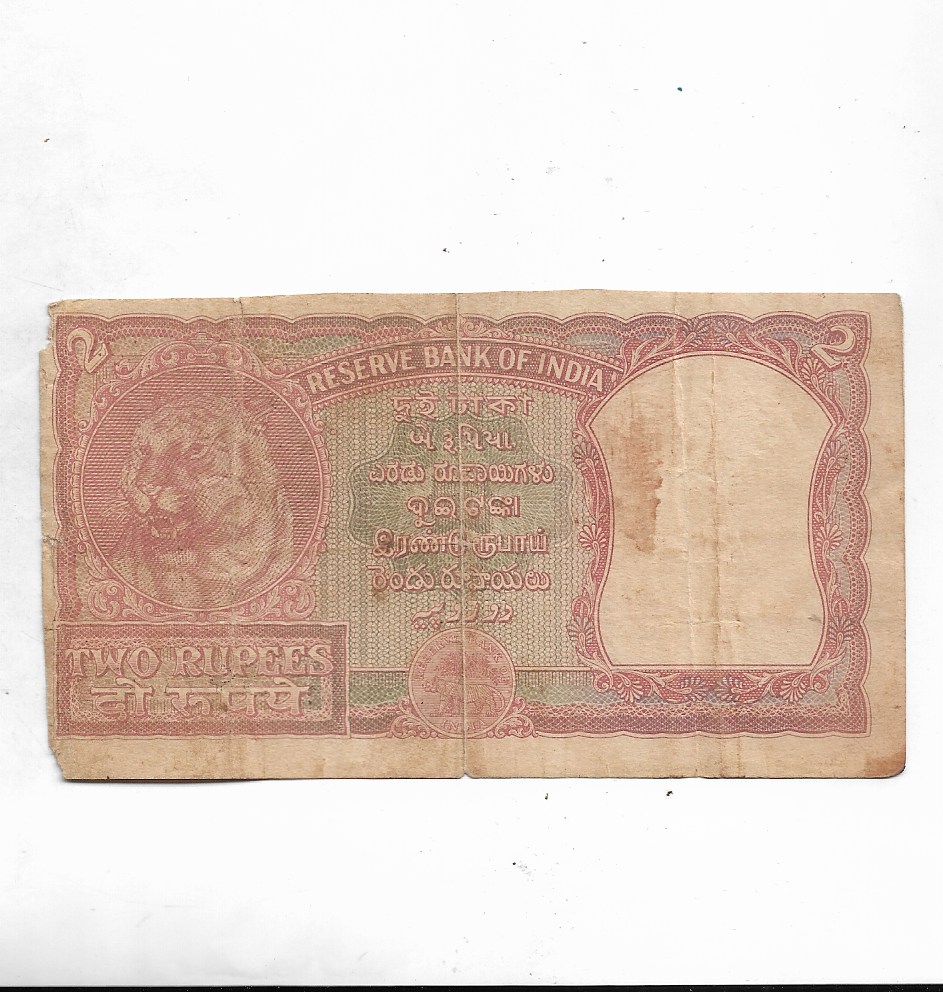 2
2
RESERVE BANK OF INDIA
দুই টাকা
બે રૂપિયા
ಎರಡು ರೂಪಾಯಿಗಳು
ଦୁଇ ଟଙ୍କା
இரண்டு ரூபாய்
రెండు రూపాయలు
TWO RUPEES
दो रूपये